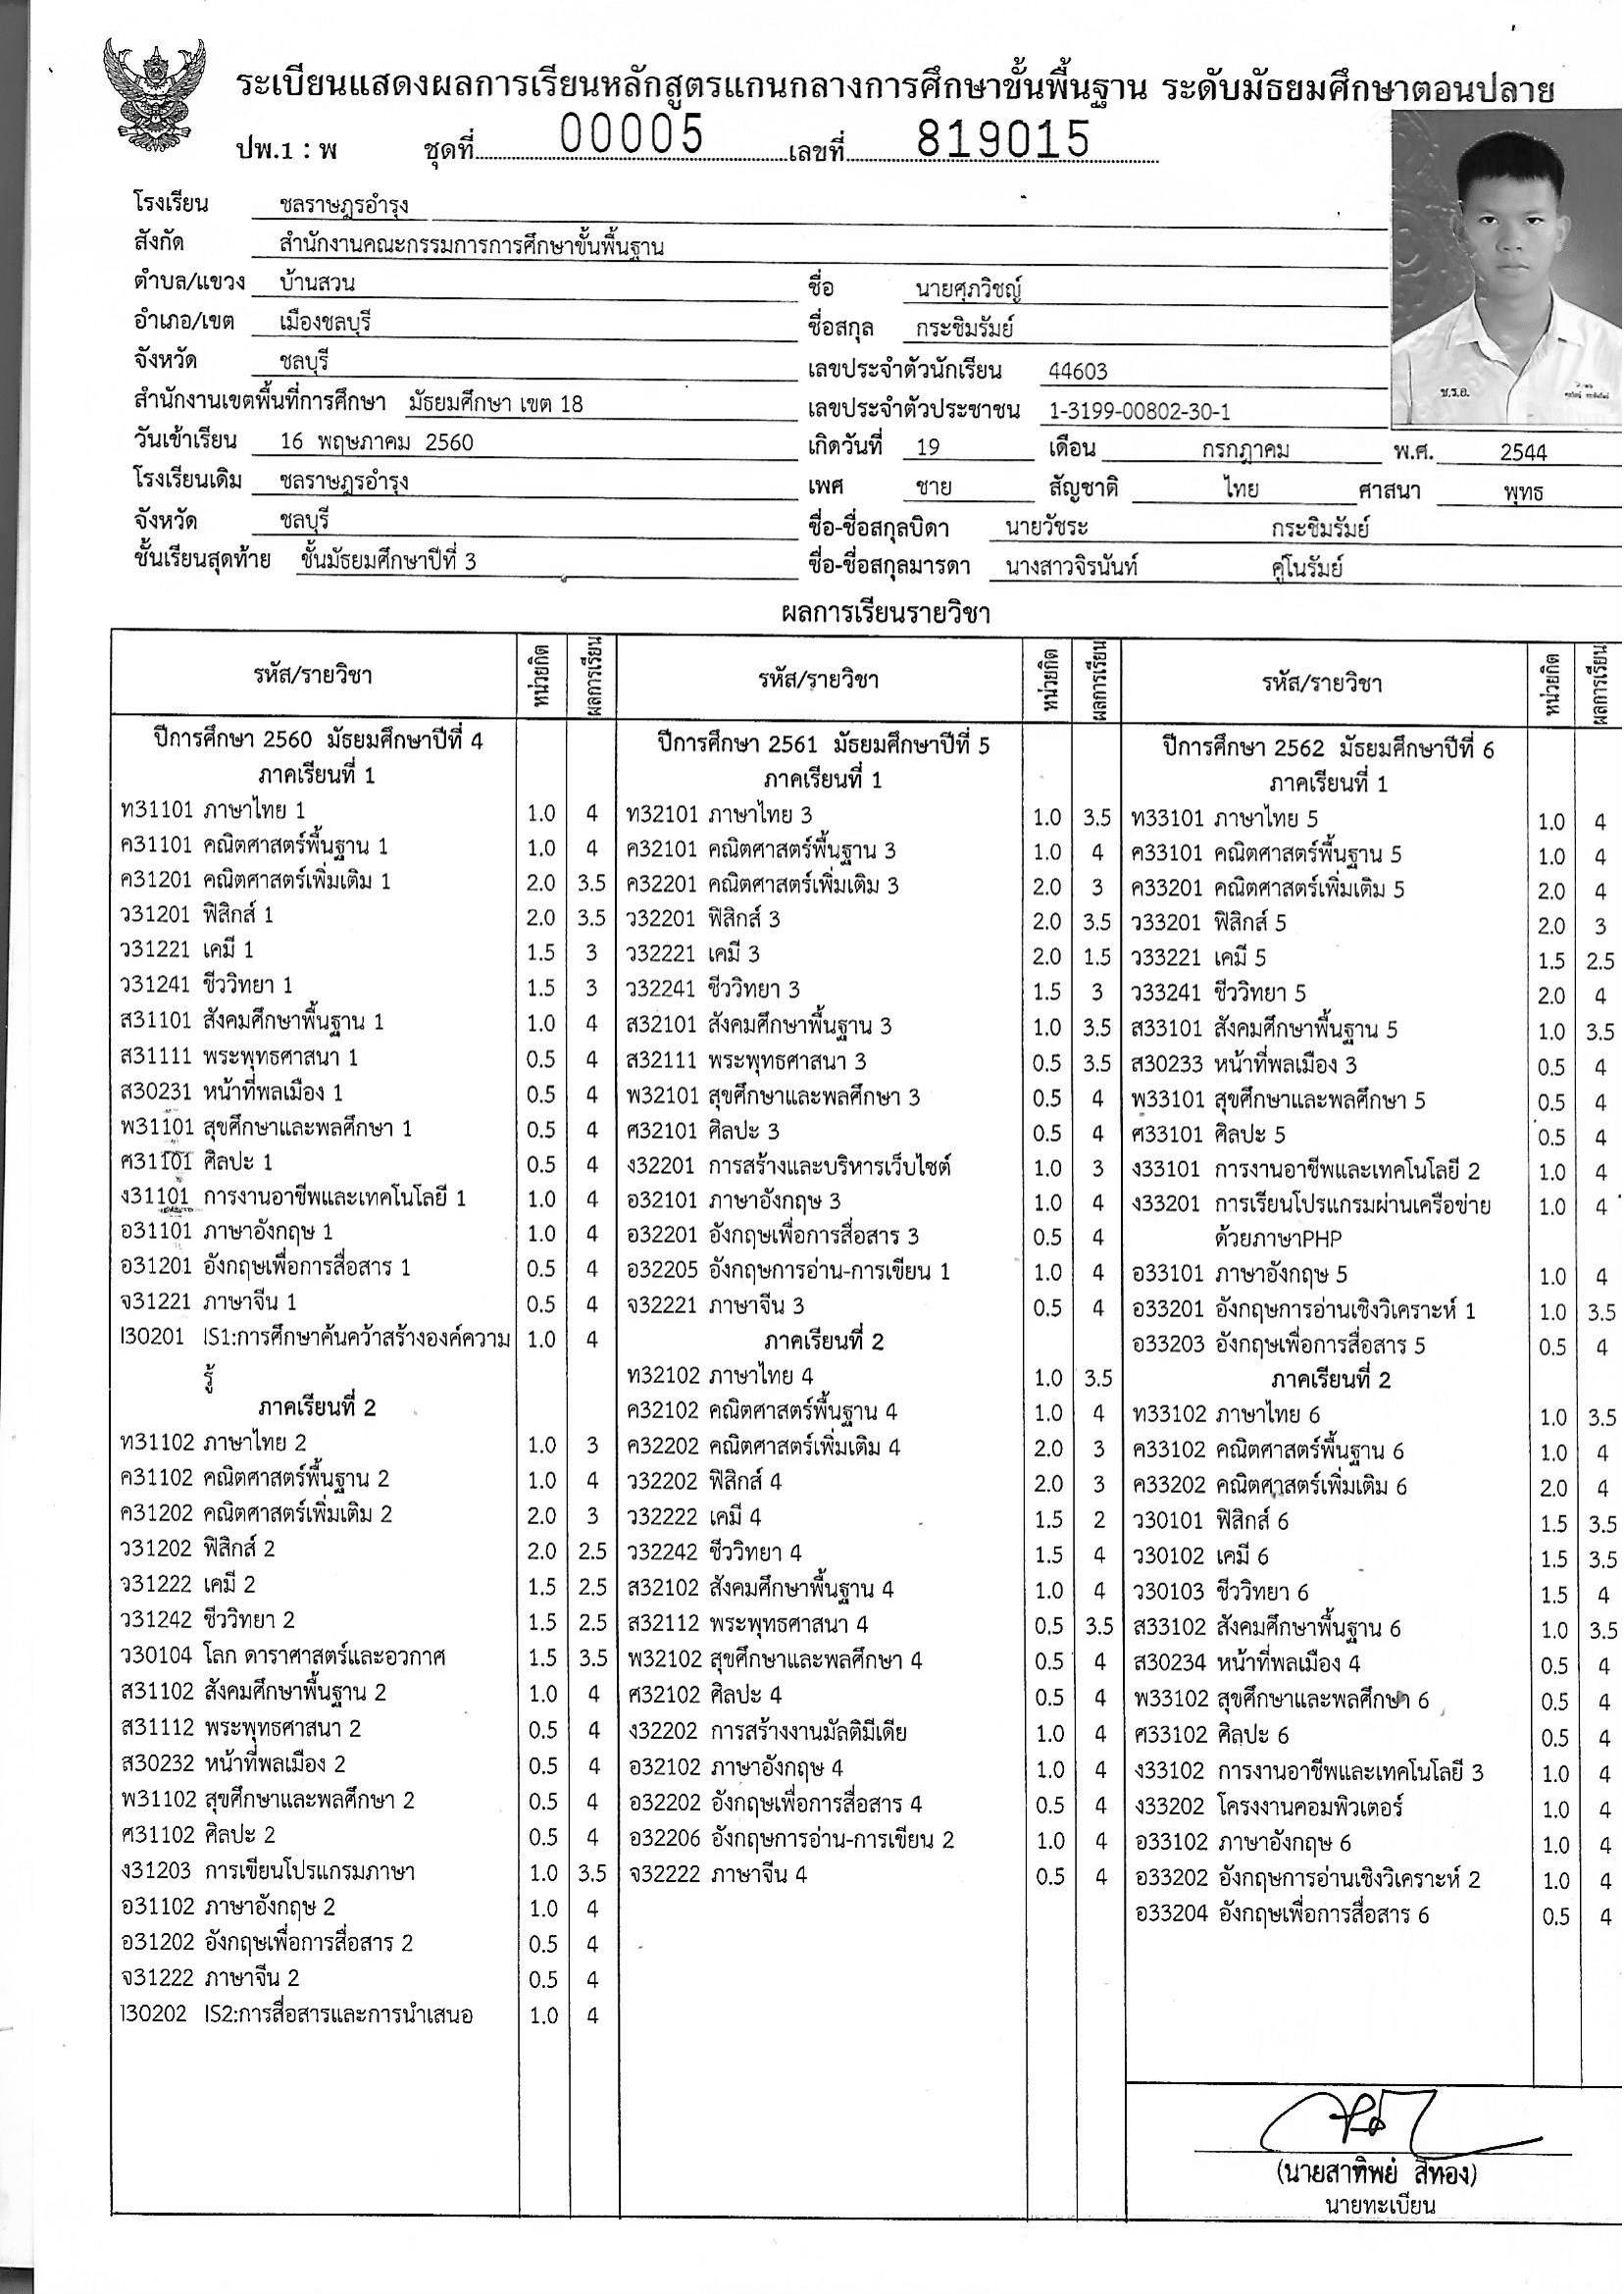 ระเบียนแสดงผลการเรียนหลักสูตรแกนกลางการศึกษาขั้นพื้นฐาน ระดับมัธยมศึกษาตอนปลาย
ปพ.1 : พ ชุดที่ 00005 เลขที่ 819015
โรงเรียน ชลราษฎรอำรุง
สังกัด สำนักงานคณะกรรมการการศึกษาขั้นพื้นฐาน
ตำบล/แขวง บ้านสวน
อำเภอ/เขต เมืองชลบุรี
จังหวัด ชลบุรี
สำนักงานเขตพื้นที่การศึกษา มัธยมศึกษา เขต 18
วันเข้าเรียน 16 พฤษภาคม 2560
โรงเรียนเดิม ชลราษฎรอำรุง
จังหวัด ชลบุรี
ชั้นเรียนสุดท้าย ชั้นมัธยมศึกษาปีที่ 3
ชื่อ นายศุภวิชญ์
ชื่อสกุล กระชิมรัมย์
เลขประจำตัวนักเรียน 44603
เลขประจำตัวประชาชน 1-3199-00802-30-1
เกิดวันที่ 19 เดือน กรกฎาคม พ.ศ. 2544
เพศ ชาย สัญชาติ ไทย ศาสนา พุทธ
ชื่อ-ชื่อสกุลบิดา นายวัชระ กระชิมรัมย์
ชื่อ-ชื่อสกุลมารดา นางสาวจิรนันท์ คู่โนรัมย์
ช.ร.อ.
ผลการเรียนรายวิชา
รหัส/รายวิชา หน่วยกิต ผลการเรียน
ปีการศึกษา 2560 มัธยมศึกษาปีที่ 4
ภาคเรียนที่ 1
ท31101 ภาษาไทย 1 1.0 4
ค31101 คณิตศาสตร์พื้นฐาน 1 1.0 4
ค31201 คณิตศาสตร์เพิ่มเติม 1 2.0 3.5
ว31201 ฟิสิกส์ 1 2.0 3.5
ว31221 เคมี 1 1.5 3
ว31241 ชีววิทยา 1 1.5 3
ส31101 สังคมศึกษาพื้นฐาน 1 1.0 4
ส31111 พระพุทธศาสนา 1 0.5 4
ส30231 หน้าที่พลเมือง 1 0.5 4
พ31101 สุขศึกษาและพลศึกษา 1 0.5 4
ศ31101 ศิลปะ 1 0.5 4
ง31101 การงานอาชีพและเทคโนโลยี 1 1.0 4
อ31101 ภาษาอังกฤษ 1 1.0 4
อ31201 อังกฤษเพื่อการสื่อสาร 1 0.5 4
จ31221 ภาษาจีน 1 0.5 4
I30201 IS1:การศึกษาค้นคว้าสร้างองค์ความ 1.0 4
รู้
ภาคเรียนที่ 2
ท31102 ภาษาไทย 2 1.0 3
ค31102 คณิตศาสตร์พื้นฐาน 2 1.0 4
ค31202 คณิตศาสตร์เพิ่มเติม 2 2.0 3
ว31202 ฟิสิกส์ 2 2.0 2.5
ว31222 เคมี 2 1.5 2.5
ว31242 ชีววิทยา 2 1.5 2.5
ว30104 โลก ดาราศาสตร์และอวกาศ 1.5 3.5
ส31102 สังคมศึกษาพื้นฐาน 2 1.0 4
ส31112 พระพุทธศาสนา 2 0.5 4
ส30232 หน้าที่พลเมือง 2 0.5 4
พ31102 สุขศึกษาและพลศึกษา 2 0.5 4
ศ31102 ศิลปะ 2 0.5 4
ง31203 การเขียนโปรแกรมภาษา 1.0 3.5
อ31102 ภาษาอังกฤษ 2 1.0 4
อ31202 อังกฤษเพื่อการสื่อสาร 2 0.5 4
จ31222 ภาษาจีน 2 0.5 4
I30202 IS2:การสื่อสารและการนำเสนอ 1.0 4
รหัส/รายวิชา หน่วยกิต ผลการเรียน
ปีการศึกษา 2561 มัธยมศึกษาปีที่ 5
ภาคเรียนที่ 1
ท32101 ภาษาไทย 3 1.0 3.5
ค32101 คณิตศาสตร์พื้นฐาน 3 1.0 4
ค32201 คณิตศาสตร์เพิ่มเติม 3 2.0 3
ว32201 ฟิสิกส์ 3 2.0 3.5
ว32221 เคมี 3 2.0 1.5
ว32241 ชีววิทยา 3 1.5 3
ส32101 สังคมศึกษาพื้นฐาน 3 1.0 3.5
ส32111 พระพุทธศาสนา 3 0.5 3.5
พ32101 สุขศึกษาและพลศึกษา 3 0.5 4
ศ32101 ศิลปะ 3 0.5 4
ง32201 การสร้างและบริหารเว็บไซต์ 1.0 3
อ32101 ภาษาอังกฤษ 3 1.0 4
อ32201 อังกฤษเพื่อการสื่อสาร 3 0.5 4
อ32205 อังกฤษการอ่าน-การเขียน 1 1.0 4
จ32221 ภาษาจีน 3 0.5 4
ภาคเรียนที่ 2
ท32102 ภาษาไทย 4 1.0 3.5
ค32102 คณิตศาสตร์พื้นฐาน 4 1.0 4
ค32202 คณิตศาสตร์เพิ่มเติม 4 2.0 3
ว32202 ฟิสิกส์ 4 2.0 3
ว32222 เคมี 4 1.5 2
ว32242 ชีววิทยา 4 1.5 4
ส32102 สังคมศึกษาพื้นฐาน 4 1.0 4
ส32112 พระพุทธศาสนา 4 0.5 3.5
พ32102 สุขศึกษาและพลศึกษา 4 0.5 4
ศ32102 ศิลปะ 4 0.5 4
ง32202 การสร้างงานมัลติมีเดีย 1.0 4
อ32102 ภาษาอังกฤษ 4 1.0 4
อ32202 อังกฤษเพื่อการสื่อสาร 4 0.5 4
อ32206 อังกฤษการอ่าน-การเขียน 2 1.0 4
จ32222 ภาษาจีน 4 0.5 4
รหัส/รายวิชา หน่วยกิต ผลการเรียน
ปีการศึกษา 2562 มัธยมศึกษาปีที่ 6
ภาคเรียนที่ 1
ท33101 ภาษาไทย 5 1.0 4
ค33101 คณิตศาสตร์พื้นฐาน 5 1.0 4
ค33201 คณิตศาสตร์เพิ่มเติม 5 2.0 4
ว33201 ฟิสิกส์ 5 2.0 3
ว33221 เคมี 5 1.5 2.5
ว33241 ชีววิทยา 5 2.0 4
ส33101 สังคมศึกษาพื้นฐาน 5 1.0 3.5
ส30233 หน้าที่พลเมือง 3 0.5 4
พ33101 สุขศึกษาและพลศึกษา 5 0.5 4
ศ33101 ศิลปะ 5 0.5 4
ง33101 การงานอาชีพและเทคโนโลยี 2 1.0 4
ง33201 การเรียนโปรแกรมผ่านเครือข่าย 1.0 4
ด้วยภาษาPHP
อ33101 ภาษาอังกฤษ 5 1.0 4
อ33201 อังกฤษการอ่านเชิงวิเคราะห์ 1 1.0 3.5
อ33203 อังกฤษเพื่อการสื่อสาร 5 0.5 4
ภาคเรียนที่ 2
ท33102 ภาษาไทย 6 1.0 3.5
ค33102 คณิตศาสตร์พื้นฐาน 6 1.0 4
ค33202 คณิตศาสตร์เพิ่มเติม 6 2.0 4
ว30101 ฟิสิกส์ 6 1.5 3.5
ว30102 เคมี 6 1.5 3.5
ว30103 ชีววิทยา 6 1.5 4
ส33102 สังคมศึกษาพื้นฐาน 6 1.0 3.5
ส30234 หน้าที่พลเมือง 4 0.5 4
พ33102 สุขศึกษาและพลศึกษา 6 0.5 4
ศ33102 ศิลปะ 6 0.5 4
ง33102 การงานอาชีพและเทคโนโลยี 3 1.0 4
ง33202 โครงงานคอมพิวเตอร์ 1.0 4
อ33102 ภาษาอังกฤษ 6 1.0 4
อ33202 อังกฤษการอ่านเชิงวิเคราะห์ 2 1.0 4
อ33204 อังกฤษเพื่อการสื่อสาร 6 0.5 4
(นายสาทิพย์ สีทอง)
นายทะเบียน